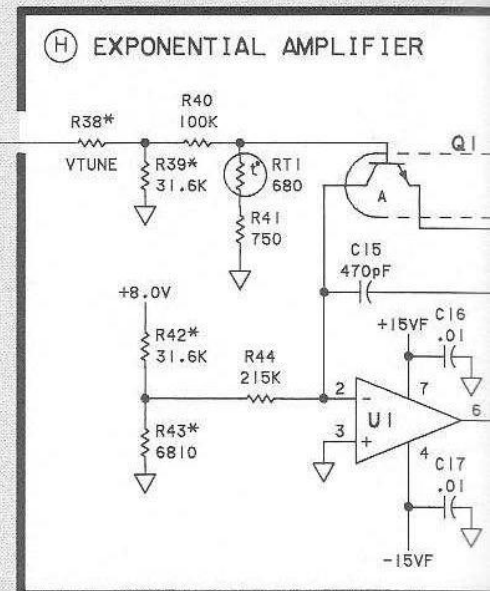 H EXPONENTIAL AMPLIFIER
R38*
VTUNE
R40
100K
R39*
31.6K
t°
RT1
680
R41
750
Q1
A
C15
470pF
+8.0V
R42*
31.6K
R44
215K
R43*
6810
+15VF
C16
.01
2
-
7
U1
6
3
+
4
C17
.01
-15VF